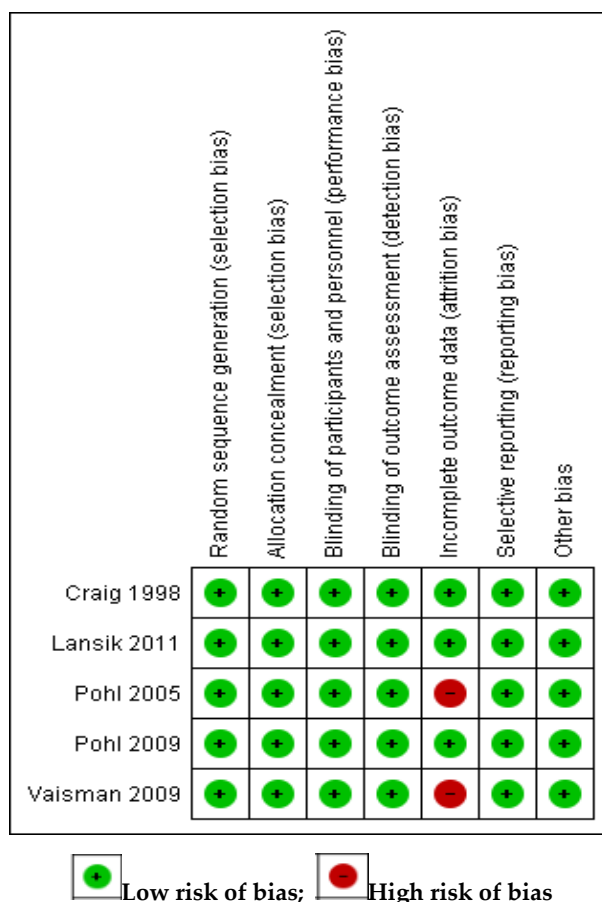 Random sequence generation (selection bias)
Allocation concealment (selection bias)
Blinding of participants and personnel (performance bias)
Blinding of outcome assessment (detection bias)
Incomplete outcome data (attrition bias)
Selective reporting (reporting bias)
Other bias
Craig 1998 + + + + + + +
Lansik 2011 + + + + + + +
Pohl 2005 + + + + - + +
Pohl 2009 + + + + + + +
Vaisman 2009 + + + + - + +
+ Low risk of bias; - High risk of bias